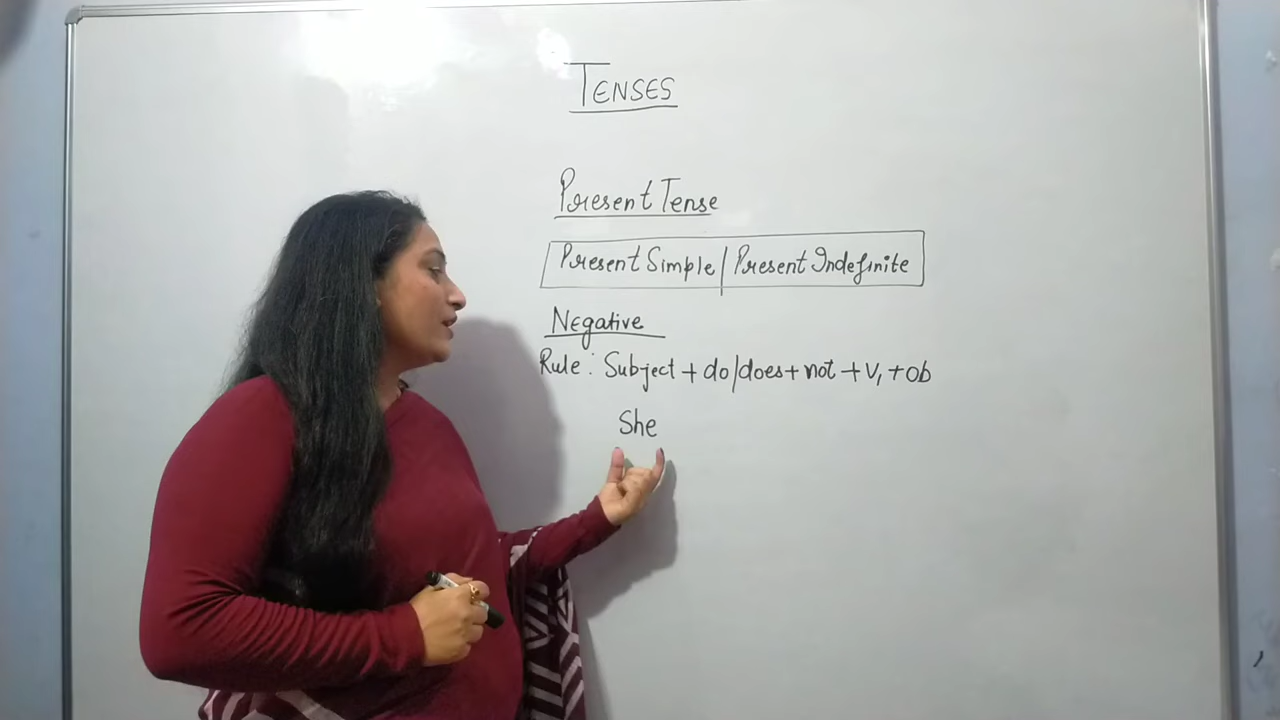 TENSES
Present Tense
Present Simple | Present Indefinite
Negative
Rule: Subject + do/does + not + V₁ + ob
She